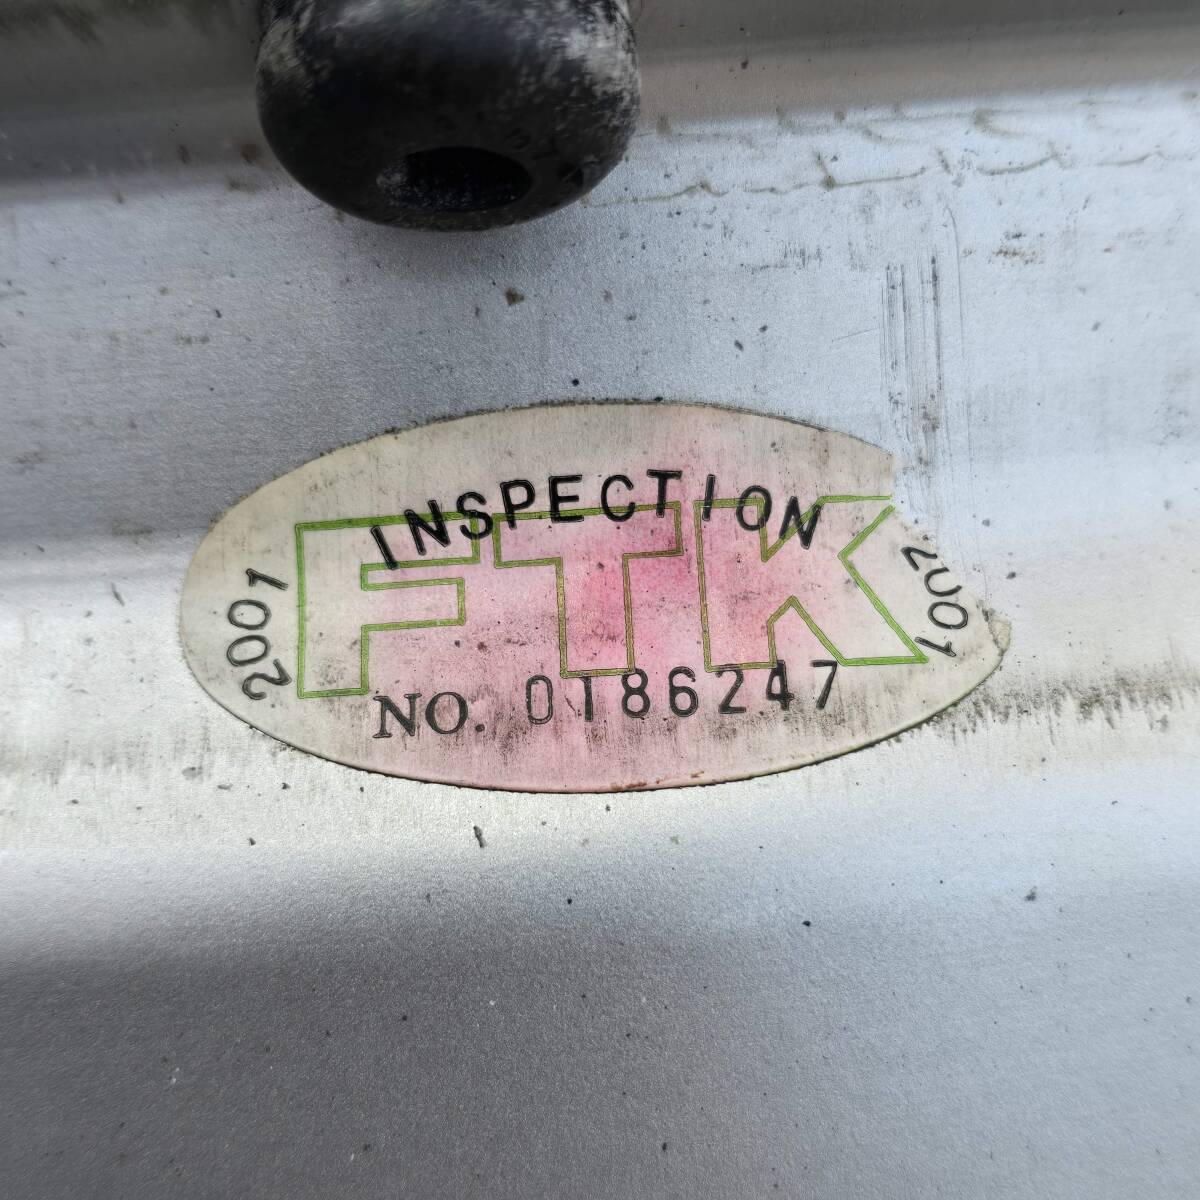 INSPECTION
FTK
2001
2001
NO. 0186247